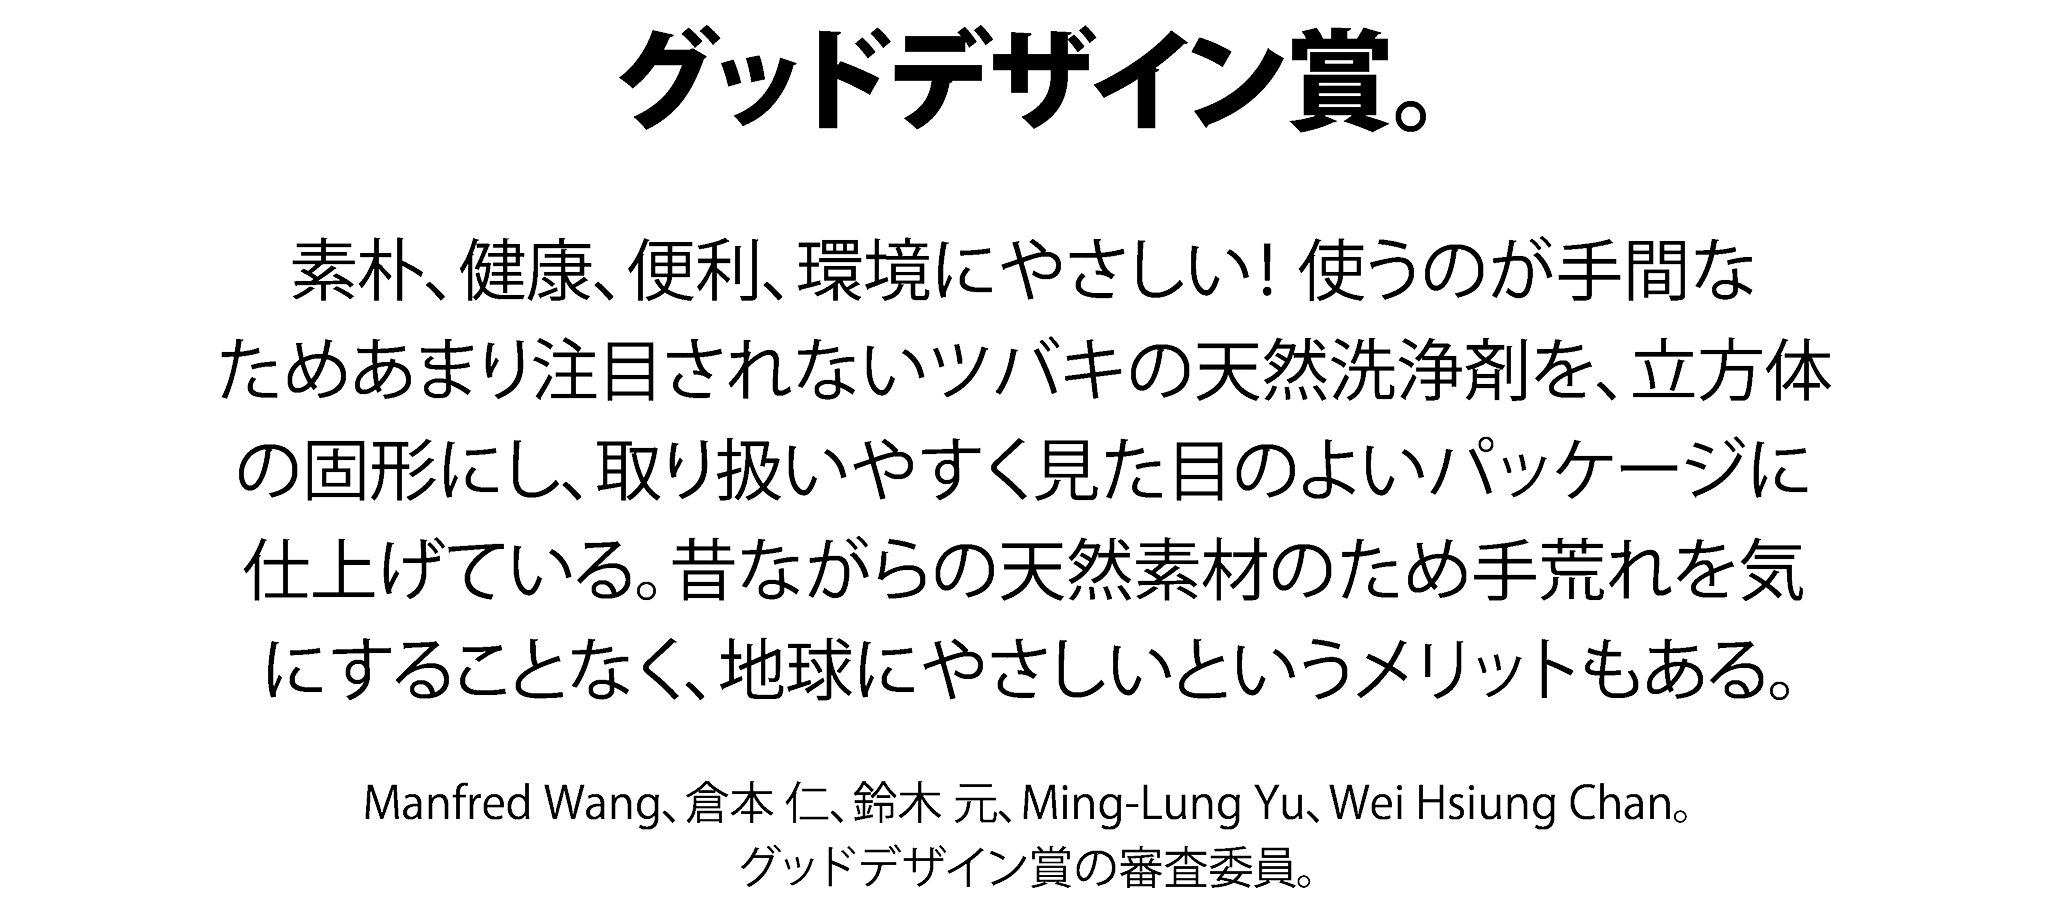 グッドデザイン賞。
素朴、健康、便利、環境にやさしい！使うのが手間な
ためあまり注目されないツバキの天然洗浄剤を、立方体
の固形にし、取り扱いやすく見た目のよいパッケージに
仕上げている。昔ながらの天然素材のため手荒れを気
にすることなく、地球にやさしいというメリットもある。
Manfred Wang、倉本 仁、鈴木 元、Ming-Lung Yu、Wei Hsiung Chan。
グッドデザイン賞の審査委員。